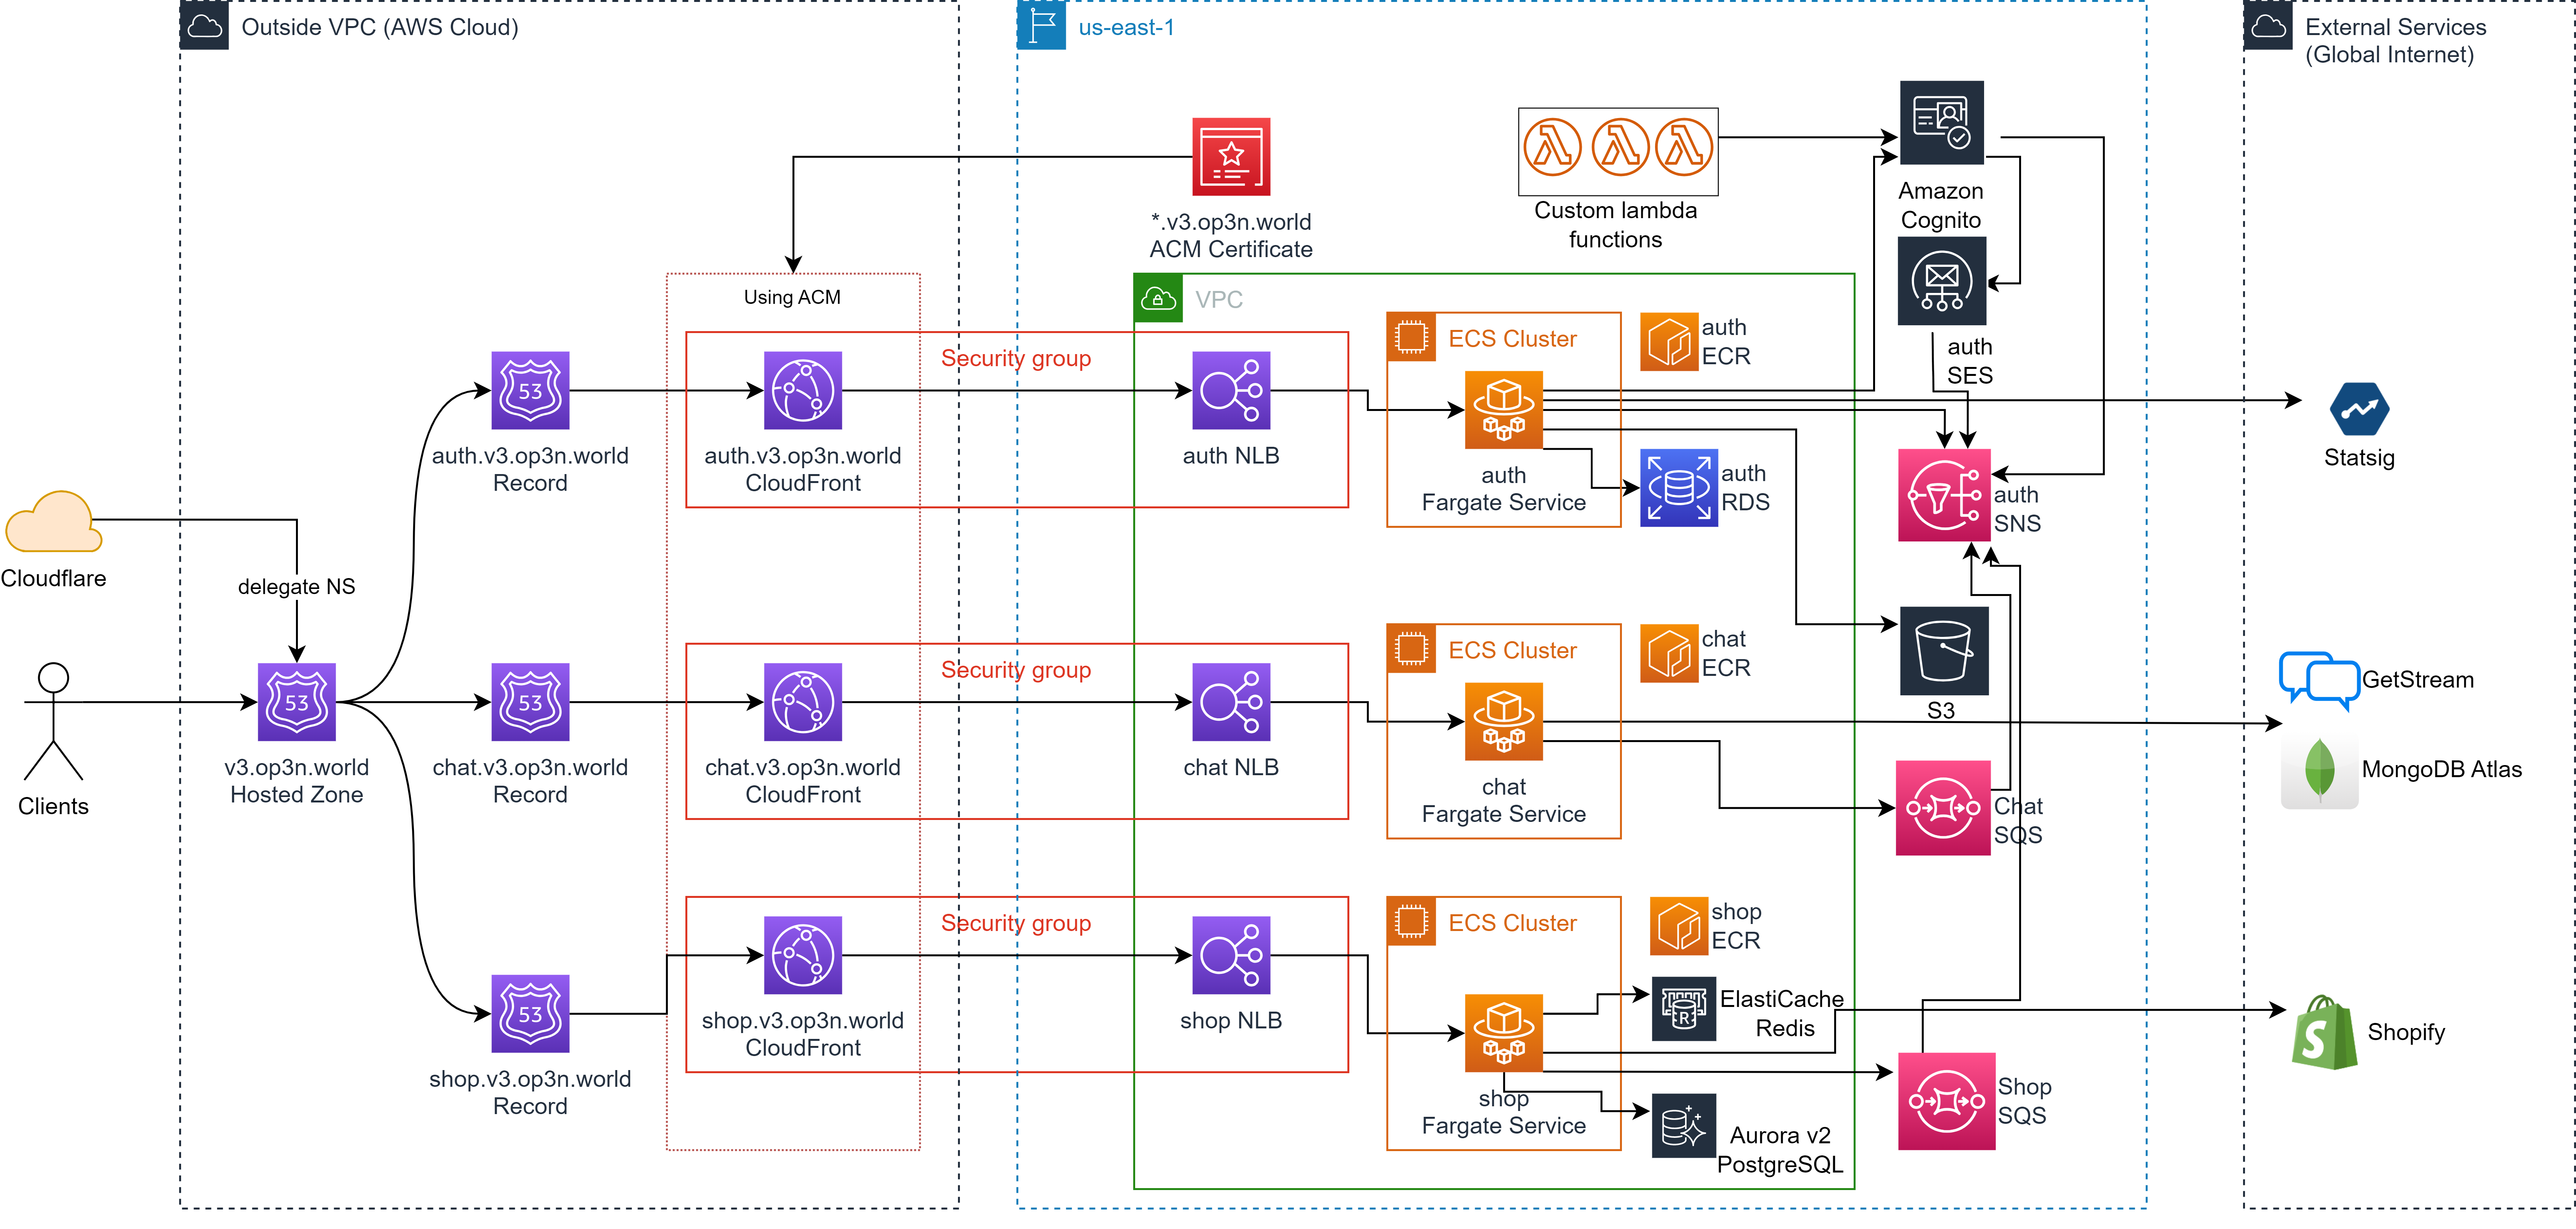 Outside VPC (AWS Cloud)
us-east-1
External Services
(Global Internet)
*.v3.op3n.world
ACM Certificate
Custom lambda
functions
Amazon
Cognito
Using ACM
VPC
Security group
ECS Cluster
auth
ECR
auth
SES
53
auth.v3.op3n.world
Record
auth.v3.op3n.world
CloudFront
auth NLB
auth
Fargate Service
auth
RDS
auth
SNS
Statsig
Cloudflare
delegate NS
Clients
53
v3.op3n.world
Hosted Zone
53
chat.v3.op3n.world
Record
Security group
chat.v3.op3n.world
CloudFront
chat NLB
ECS Cluster
chat
Fargate Service
chat
ECR
S3
Chat
SQS
GetStream
MongoDB Atlas
53
shop.v3.op3n.world
Record
Security group
shop.v3.op3n.world
CloudFront
shop NLB
ECS Cluster
shop
Fargate Service
shop
ECR
R
ElastiCache
Redis
Aurora v2
PostgreSQL
Shop
SQS
S
Shopify